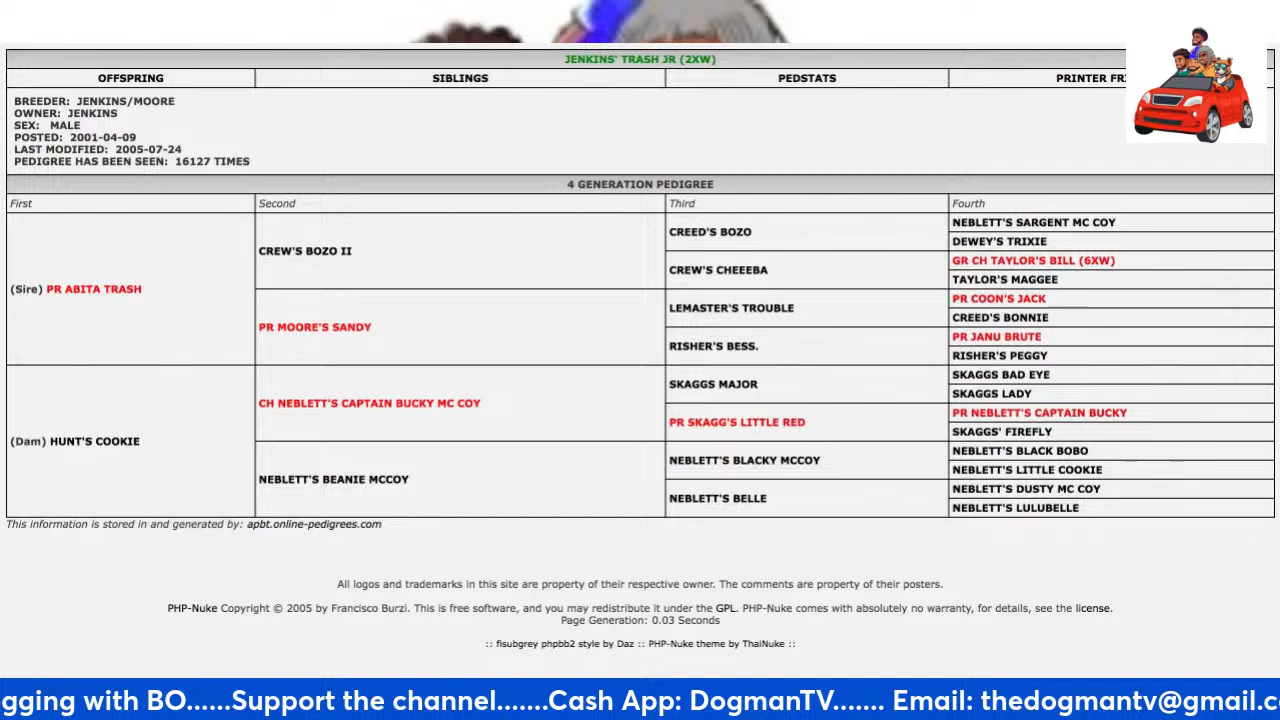 JENKINS' TRASH JR (2XW)
OFFSPRING SIBLINGS PEDSTATS PRINTER
BREEDER: JENKINS/MOORE
OWNER: JENKINS
SEX: MALE
POSTED: 2001-04-09
LAST MODIFIED: 2005-07-24
PEDIGREE HAS BEEN SEEN: 16127 TIMES
4 GENERATION PEDIGREE
First Second Third Fourth
(Sire) PR ABITA TRASH
CREW'S BOZO II
PR MOORE'S SANDY
CREED'S BOZO
CREW'S CHEEEBA
LEMASTER'S TROUBLE
RISHER'S BESS.
NEBLETT'S SARGENT MC COY
DEWEY'S TRIXIE
GR CH TAYLOR'S BILL (6XW)
TAYLOR'S MAGGEE
PR COON'S JACK
CREED'S BONNIE
PR JANU BRUTE
RISHER'S PEGGY
(Dam) HUNT'S COOKIE
CH NEBLETT'S CAPTAIN BUCKY MC COY
NEBLETT'S BEANIE MCCOY
SKAGGS MAJOR
PR SKAGG'S LITTLE RED
NEBLETT'S BLACKY MCCOY
NEBLETT'S BELLE
SKAGGS BAD EYE
SKAGGS LADY
PR NEBLETT'S CAPTAIN BUCKY
SKAGGS' FIREFLY
NEBLETT'S BLACK BOBO
NEBLETT'S LITTLE COOKIE
NEBLETT'S DUSTY MC COY
NEBLETT'S LULUBELLE
This information is stored in and generated by: apbt.online-pedigrees.com
All logos and trademarks in this site are property of their respective owner. The comments are property of their posters.
PHP-Nuke Copyright © 2005 by Francisco Burzi. This is free software, and you may redistribute it under the GPL. PHP-Nuke comes with absolutely no warranty, for details, see the license.
Page Generation: 0.03 Seconds
:: fisubgrey phpbb2 style by Daz :: PHP-Nuke theme by ThaiNuke ::
gging with BO......Support the channel.......Cash App: DogmanTV....... Email: thedogmantv@gmail.c